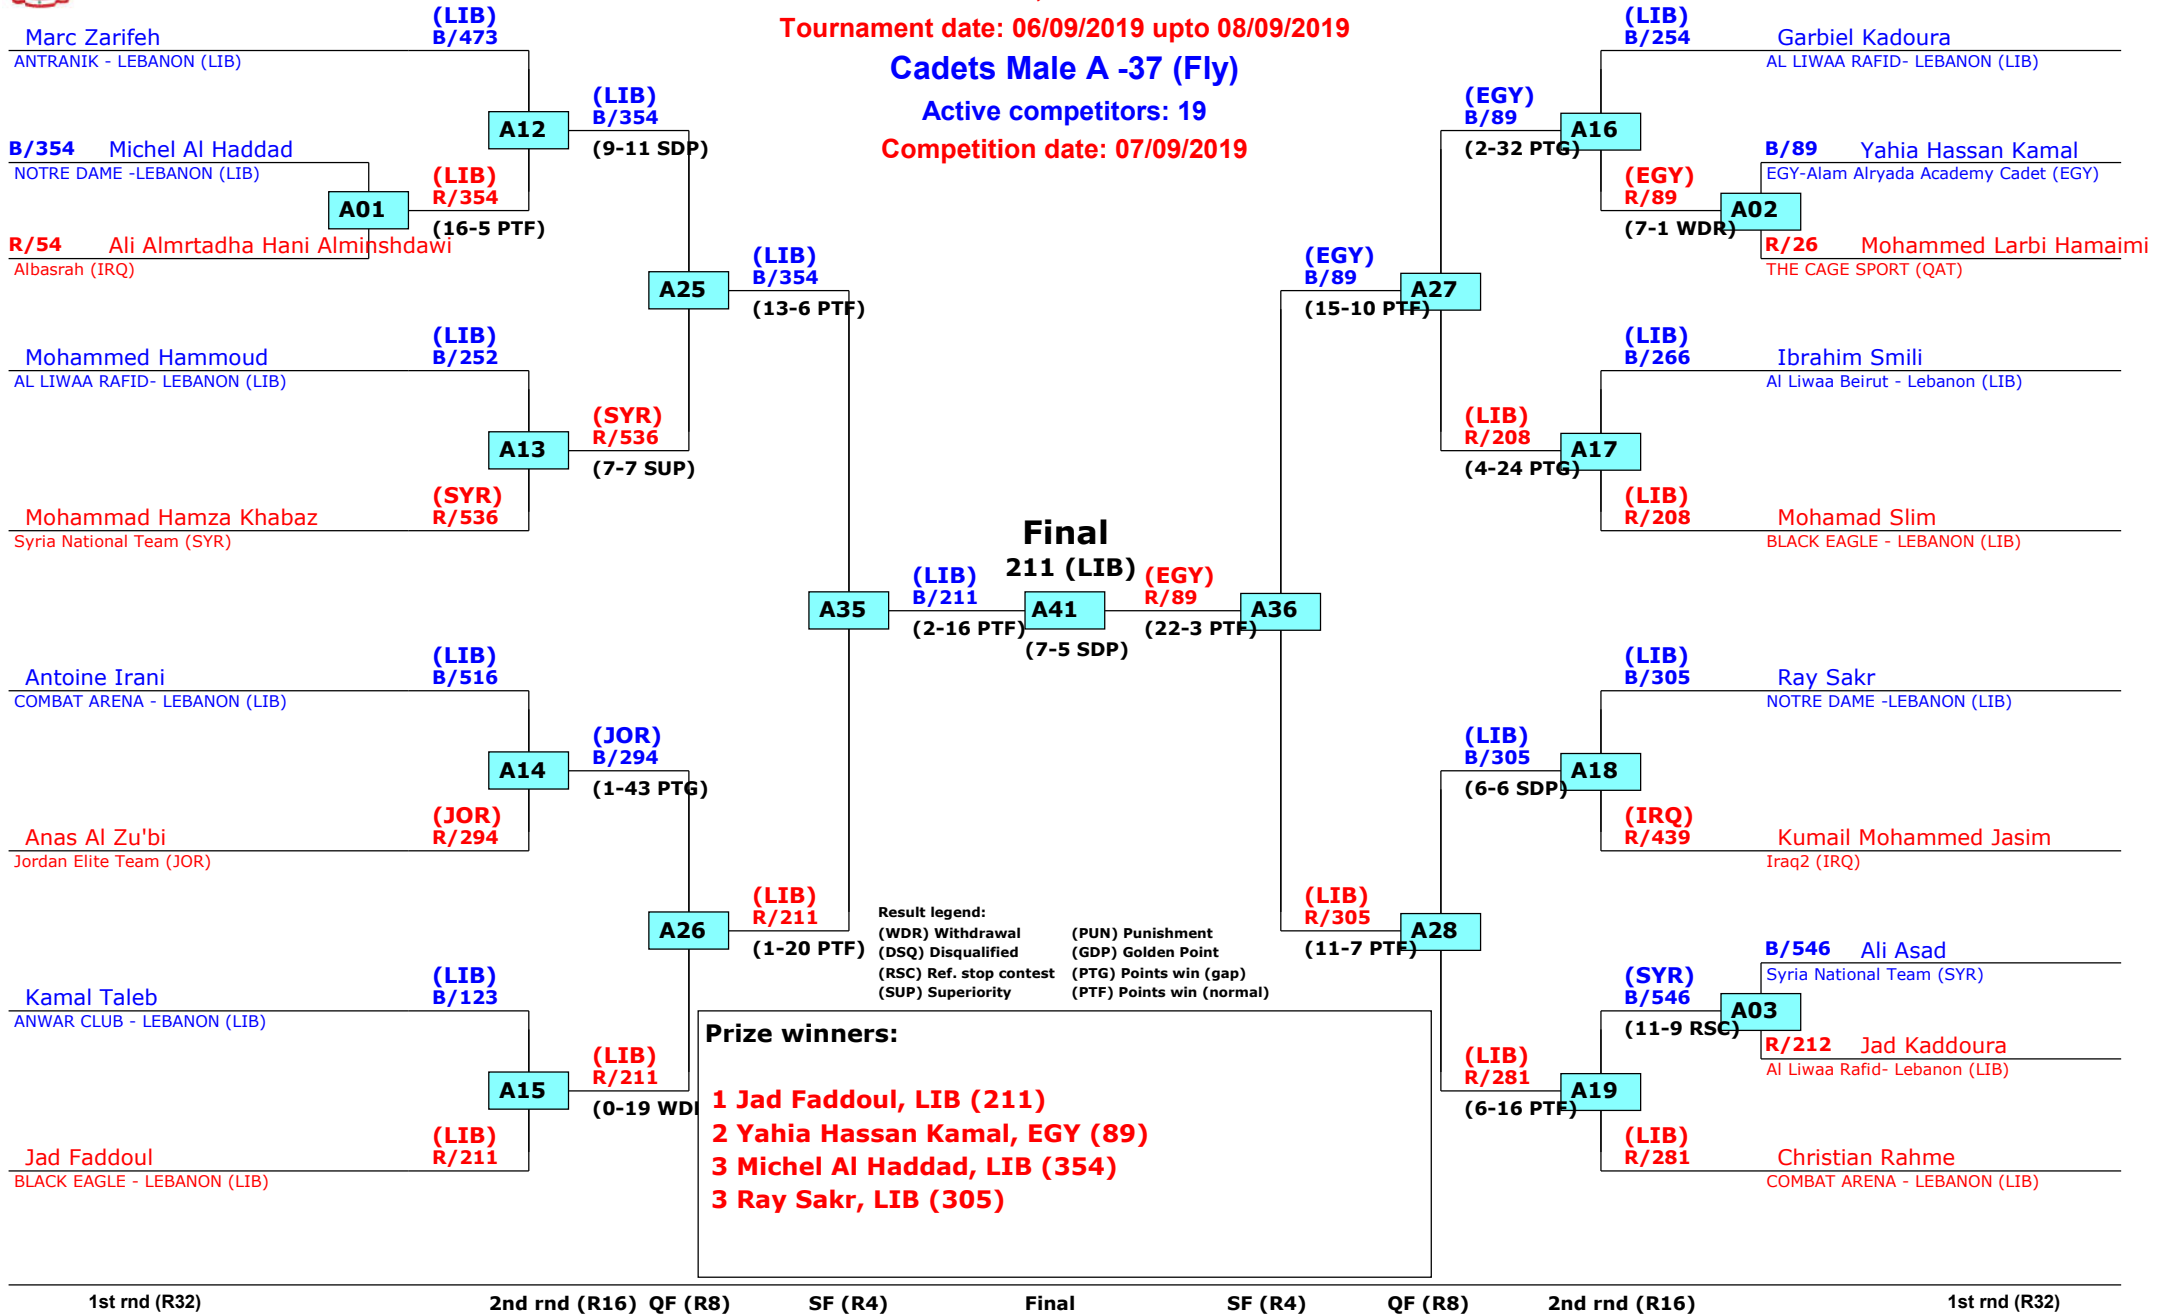 Tournament date: 06/09/2019 upto 08/09/2019
Cadets Male A -37 (Fly)
Active competitors: 19
Competition date: 07/09/2019
Marc Zarifeh
ANTRANIK - LEBANON (LIB)
(LIB)
B/473
B/354 Michel Al Haddad
NOTRE DAME -LEBANON (LIB)
A01
R/54 Ali Almrtadha Hani Alminshdawi
Albasrah (IRQ)
(LIB)
R/354
(16-5 PTF)
A12
(LIB)
B/354
(9-11 SDP)
Mohammed Hammoud
AL LIWAA RAFID- LEBANON (LIB)
(LIB)
B/252
A13
Mohammad Hamza Khabaz
Syria National Team (SYR)
(SYR)
R/536
(SYR)
R/536
(7-7 SUP)
A25
(LIB)
B/354
(13-6 PTF)
Antoine Irani
COMBAT ARENA - LEBANON (LIB)
(LIB)
B/516
A14
Anas Al Zu'bi
Jordan Elite Team (JOR)
(JOR)
R/294
(JOR)
B/294
(1-43 PTG)
Kamal Taleb
ANWAR CLUB - LEBANON (LIB)
(LIB)
B/123
A15
Jad Faddoul
BLACK EAGLE - LEBANON (LIB)
(LIB)
R/211
(LIB)
R/211
(0-19 WD
A26
(LIB)
R/211
(1-20 PTF)
A35
(LIB)
B/211
(2-16 PTF)
Final
211 (LIB)
A41
(7-5 SDP)
(EGY)
R/89
(22-3 PTF)
A36
(EGY)
B/89
(15-10 PTF)
A27
(EGY)
B/89
(2-32 PTG)
A16
(LIB)
B/254
Garbiel Kadoura
AL LIWAA RAFID- LEBANON (LIB)
(EGY)
R/89
(7-1 WDR)
A02
B/89 Yahia Hassan Kamal
EGY-Alam Alryada Academy Cadet (EGY)
R/26 Mohammed Larbi Hamaimi
THE CAGE SPORT (QAT)
(LIB)
R/208
(4-24 PTG)
A17
(LIB)
B/266
Ibrahim Smili
Al Liwaa Beirut - Lebanon (LIB)
(LIB)
R/208
Mohamad Slim
BLACK EAGLE - LEBANON (LIB)
(LIB)
R/305
(11-7 PTF)
A28
(LIB)
B/305
(6-6 SDP)
A18
(LIB)
B/305
Ray Sakr
NOTRE DAME -LEBANON (LIB)
(IRQ)
R/439
Kumail Mohammed Jasim
Iraq2 (IRQ)
(LIB)
R/281
(6-16 PTF)
A19
(SYR)
B/546
(11-9 RSC)
A03
B/546 Ali Asad
Syria National Team (SYR)
R/212 Jad Kaddoura
Al Liwaa Rafid- Lebanon (LIB)
(LIB)
R/281
Christian Rahme
COMBAT ARENA - LEBANON (LIB)
Result legend:
(WDR) Withdrawal (PUN) Punishment
(DSQ) Disqualified (GDP) Golden Point
(RSC) Ref. stop contest (PTG) Points win (gap)
(SUP) Superiority (PTF) Points win (normal)
Prize winners:
1 Jad Faddoul, LIB (211)
2 Yahia Hassan Kamal, EGY (89)
3 Michel Al Haddad, LIB (354)
3 Ray Sakr, LIB (305)
1st rnd (R32) 2nd rnd (R16) QF (R8) SF (R4) Final SF (R4) QF (R8) 2nd rnd (R16) 1st rnd (R32)